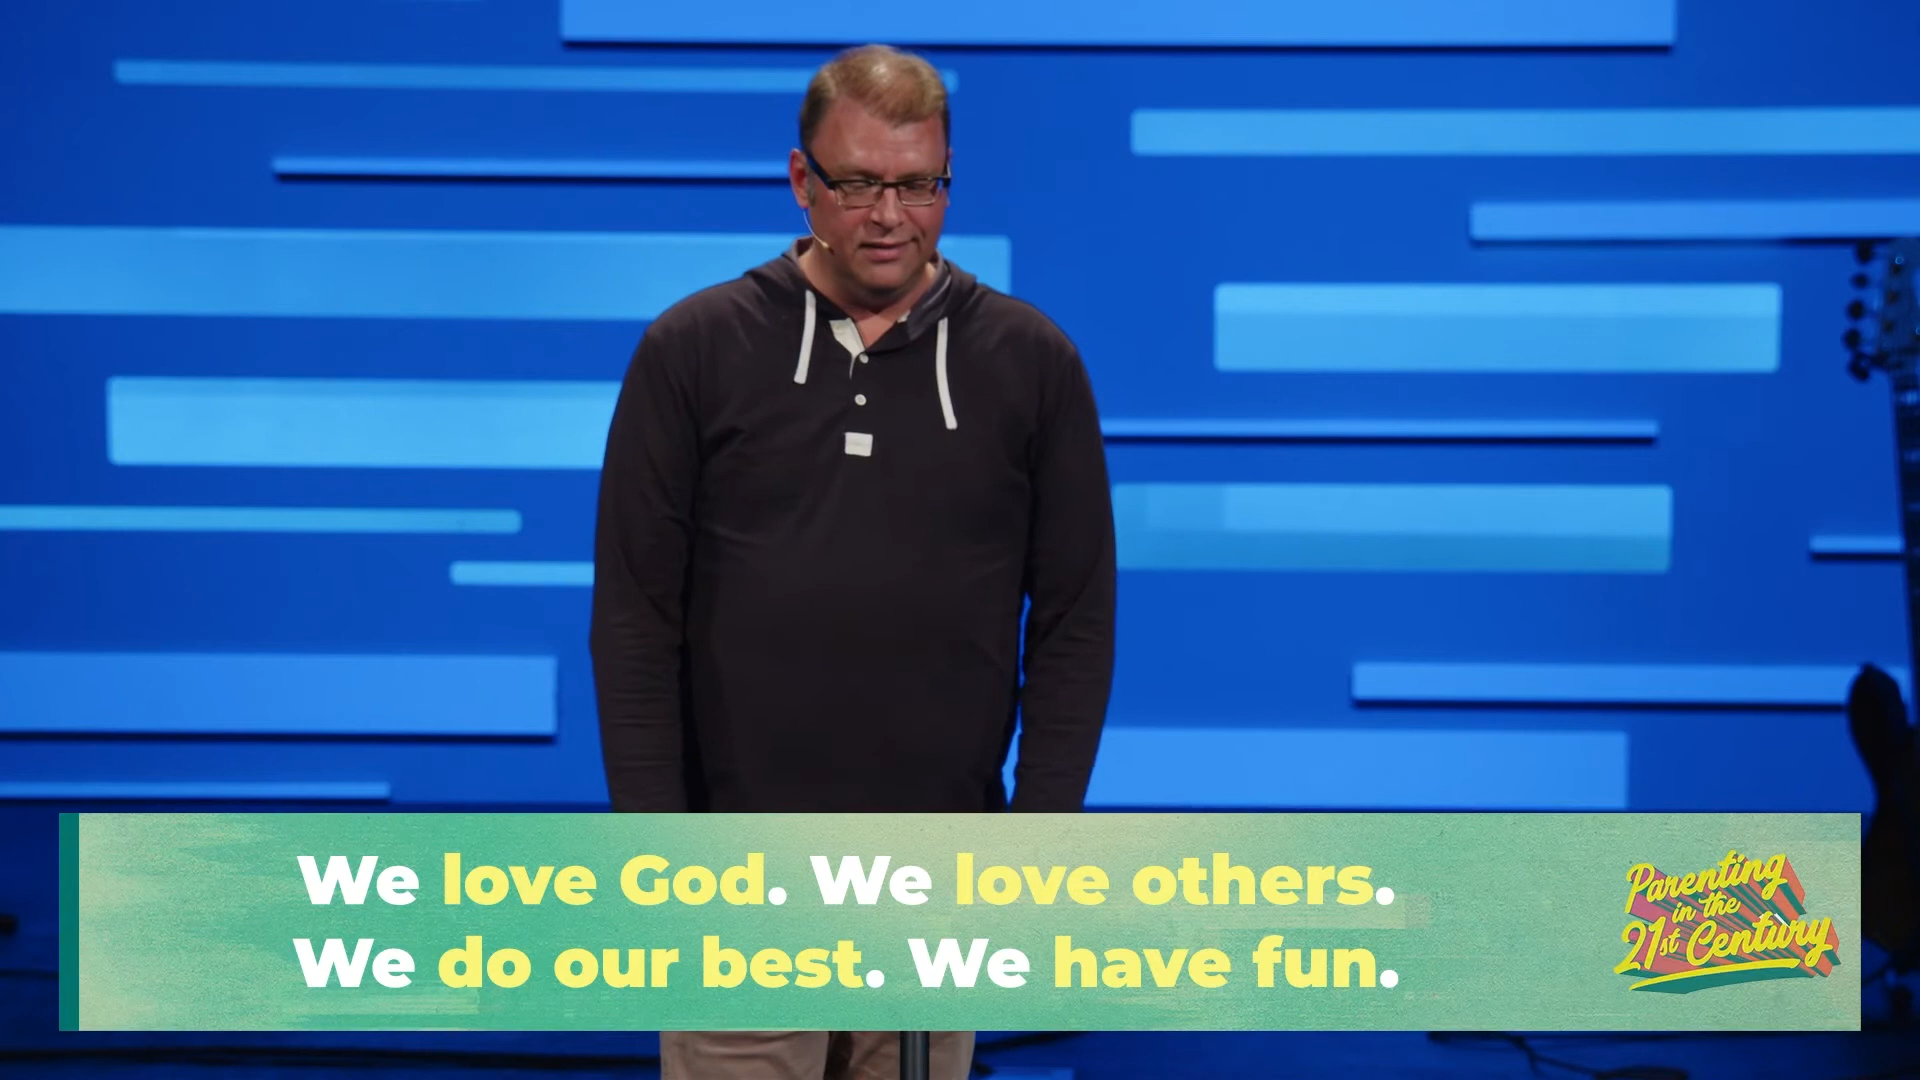 We love God. We love others.
We do our best. We have fun.
Parenting
in the
21st Century